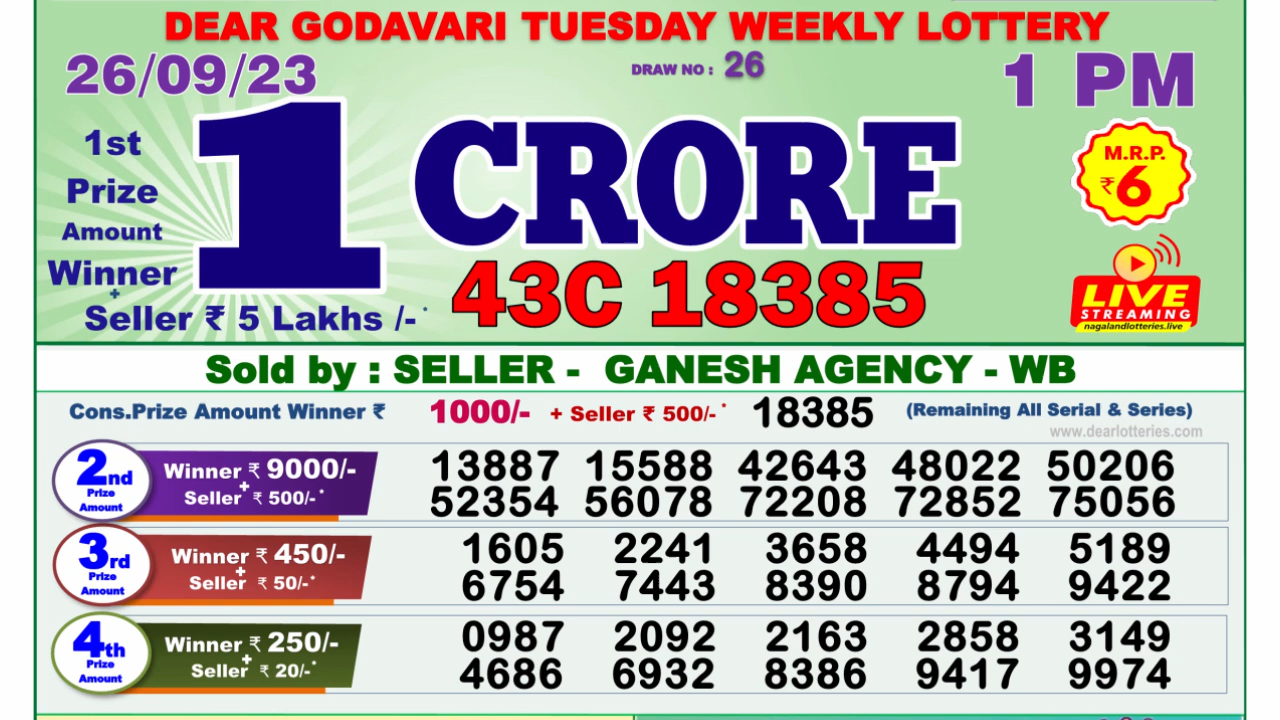 DEAR GODAVARI TUESDAY WEEKLY LOTTERY
26/09/23
DRAW NO : 26
1 PM
1st
Prize
Amount
Winner
+
Seller ₹ 5 Lakhs /- *
1 CRORE
43C 18385
M.R.P.
₹6
LIVE
STREAMING
nagalandlotteries.live
Sold by : SELLER - GANESH AGENCY - WB
Cons.Prize Amount Winner ₹ 1000/- + Seller ₹ 500/- * 18385 (Remaining All Serial & Series)
www.dearlotteries.com
2nd
Prize
Amount
Winner ₹ 9000/-
+
Seller ₹ 500/- *
13887 15588 42643 48022 50206
52354 56078 72208 72852 75056
3rd
Prize
Amount
Winner ₹ 450/-
+
Seller ₹ 50/- *
1605 2241 3658 4494 5189
6754 7443 8390 8794 9422
4th
Prize
Amount
Winner ₹ 250/-
+
Seller ₹ 20/- *
0987 2092 2163 2858 3149
4686 6932 8386 9417 9974